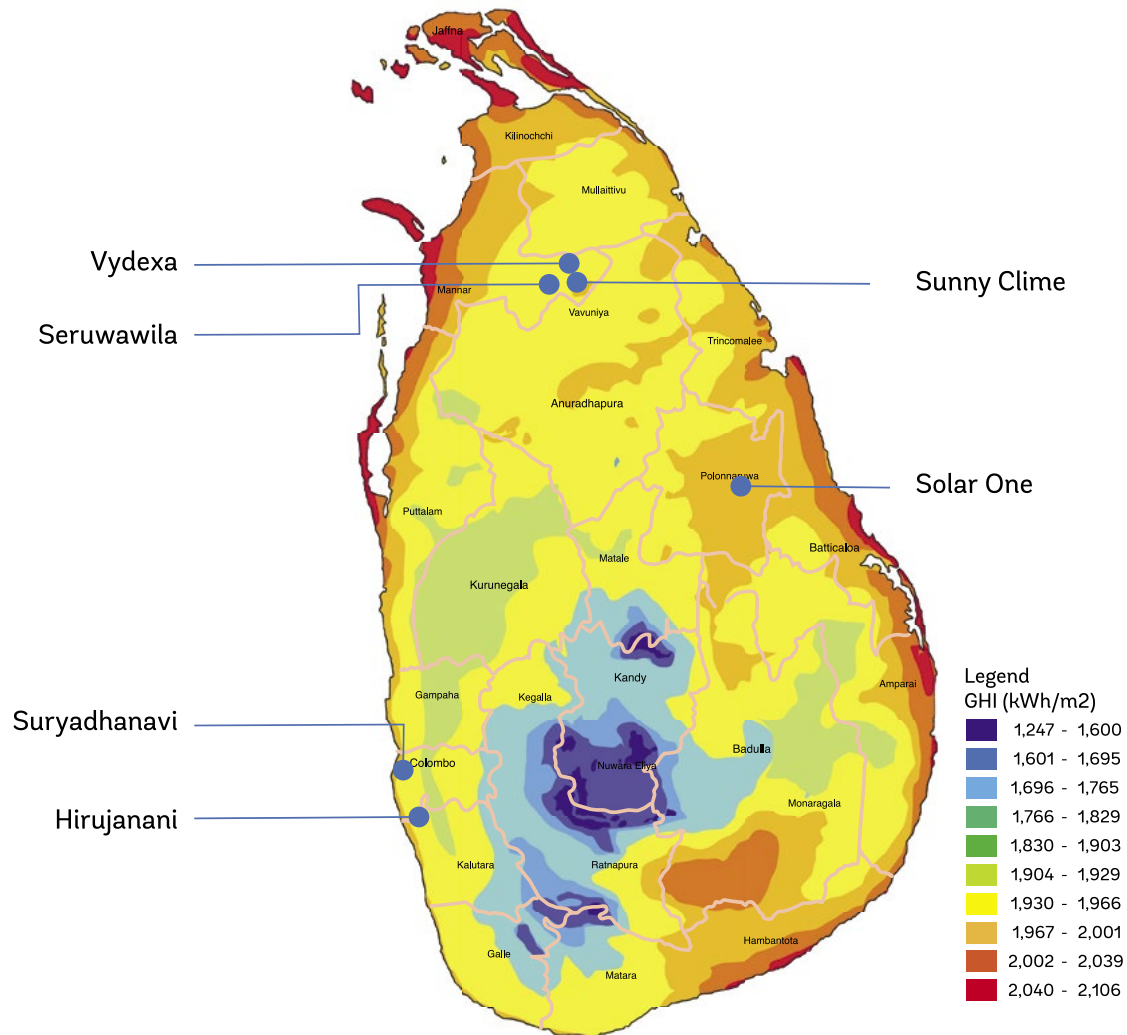 Jaffna
Kilinochchi
Mullaittivu
Vydexa
Sunny Clime
Mannar
Seruwawila
Vavuniya
Trincomalee
Anuradhapura
Polonnaruwa
Solar One
Puttalam
Batticaloa
Matale
Kurunegala
Kandy
Amparai
Gampaha
Kegalla
Suryadhanavi
Colombo
Nuwara Eliya
Badulla
Monaragala
Hirujanani
Kalutara
Ratnapura
Hambantota
Galle
Matara
Legend
GHI (kWh/m2)
1,247 - 1,600
1,601 - 1,695
1,696 - 1,765
1,766 - 1,829
1,830 - 1,903
1,904 - 1,929
1,930 - 1,966
1,967 - 2,001
2,002 - 2,039
2,040 - 2,106